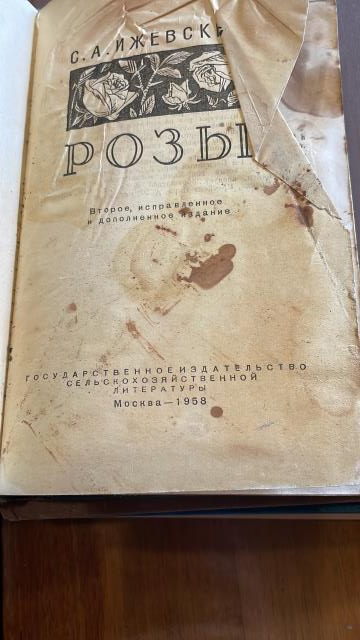 С. А. ИЖЕВСК
РОЗЫ
Второе, исправленное
и дополненное издание
ГОСУДАРСТВЕННОЕ ИЗДАТЕЛЬСТВО
СЕЛЬСКОХОЗЯЙСТВЕННОЙ
ЛИТЕРАТУРЫ
Москва — 1958